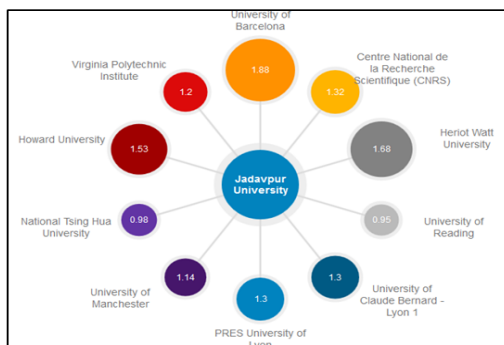 University of
Barcelona
1.88
Centre National de
la Recherche
Scientifique (CNRS)
1.32
Heriot Watt
University
1.68
University of
Reading
0.95
University of
Claude Bernard -
Lyon 1
1.3
PRES University of
Lyon
1.3
University of
Manchester
1.14
National Tsing Hua
University
0.98
Howard University
1.53
Virginia Polytechnic
Institute
1.2
Jadavpur
University